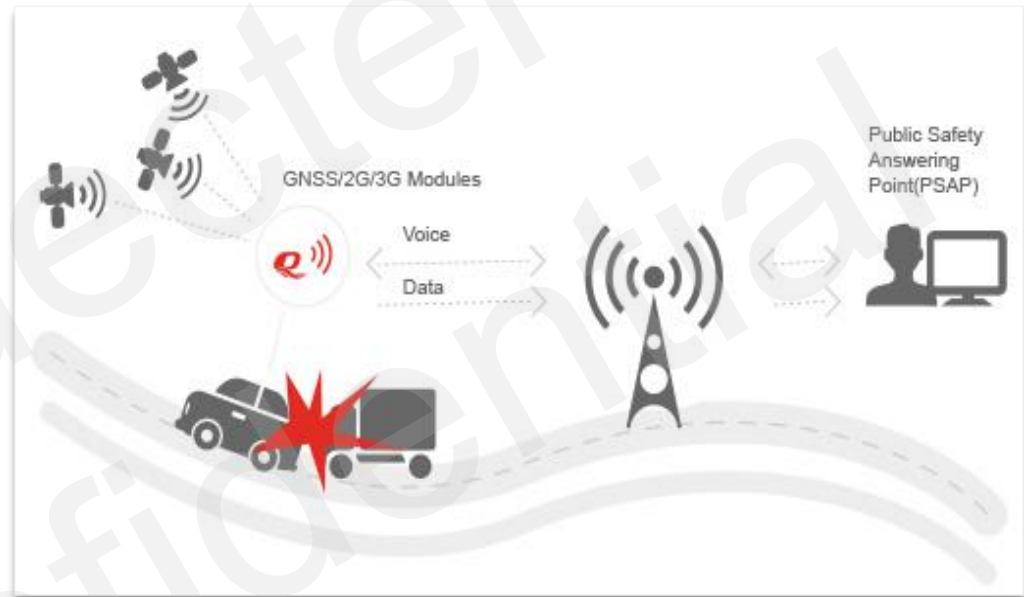 GNSS/2G/3G Modules
Voice
Data
Public Safety
Answering
Point(PSAP)